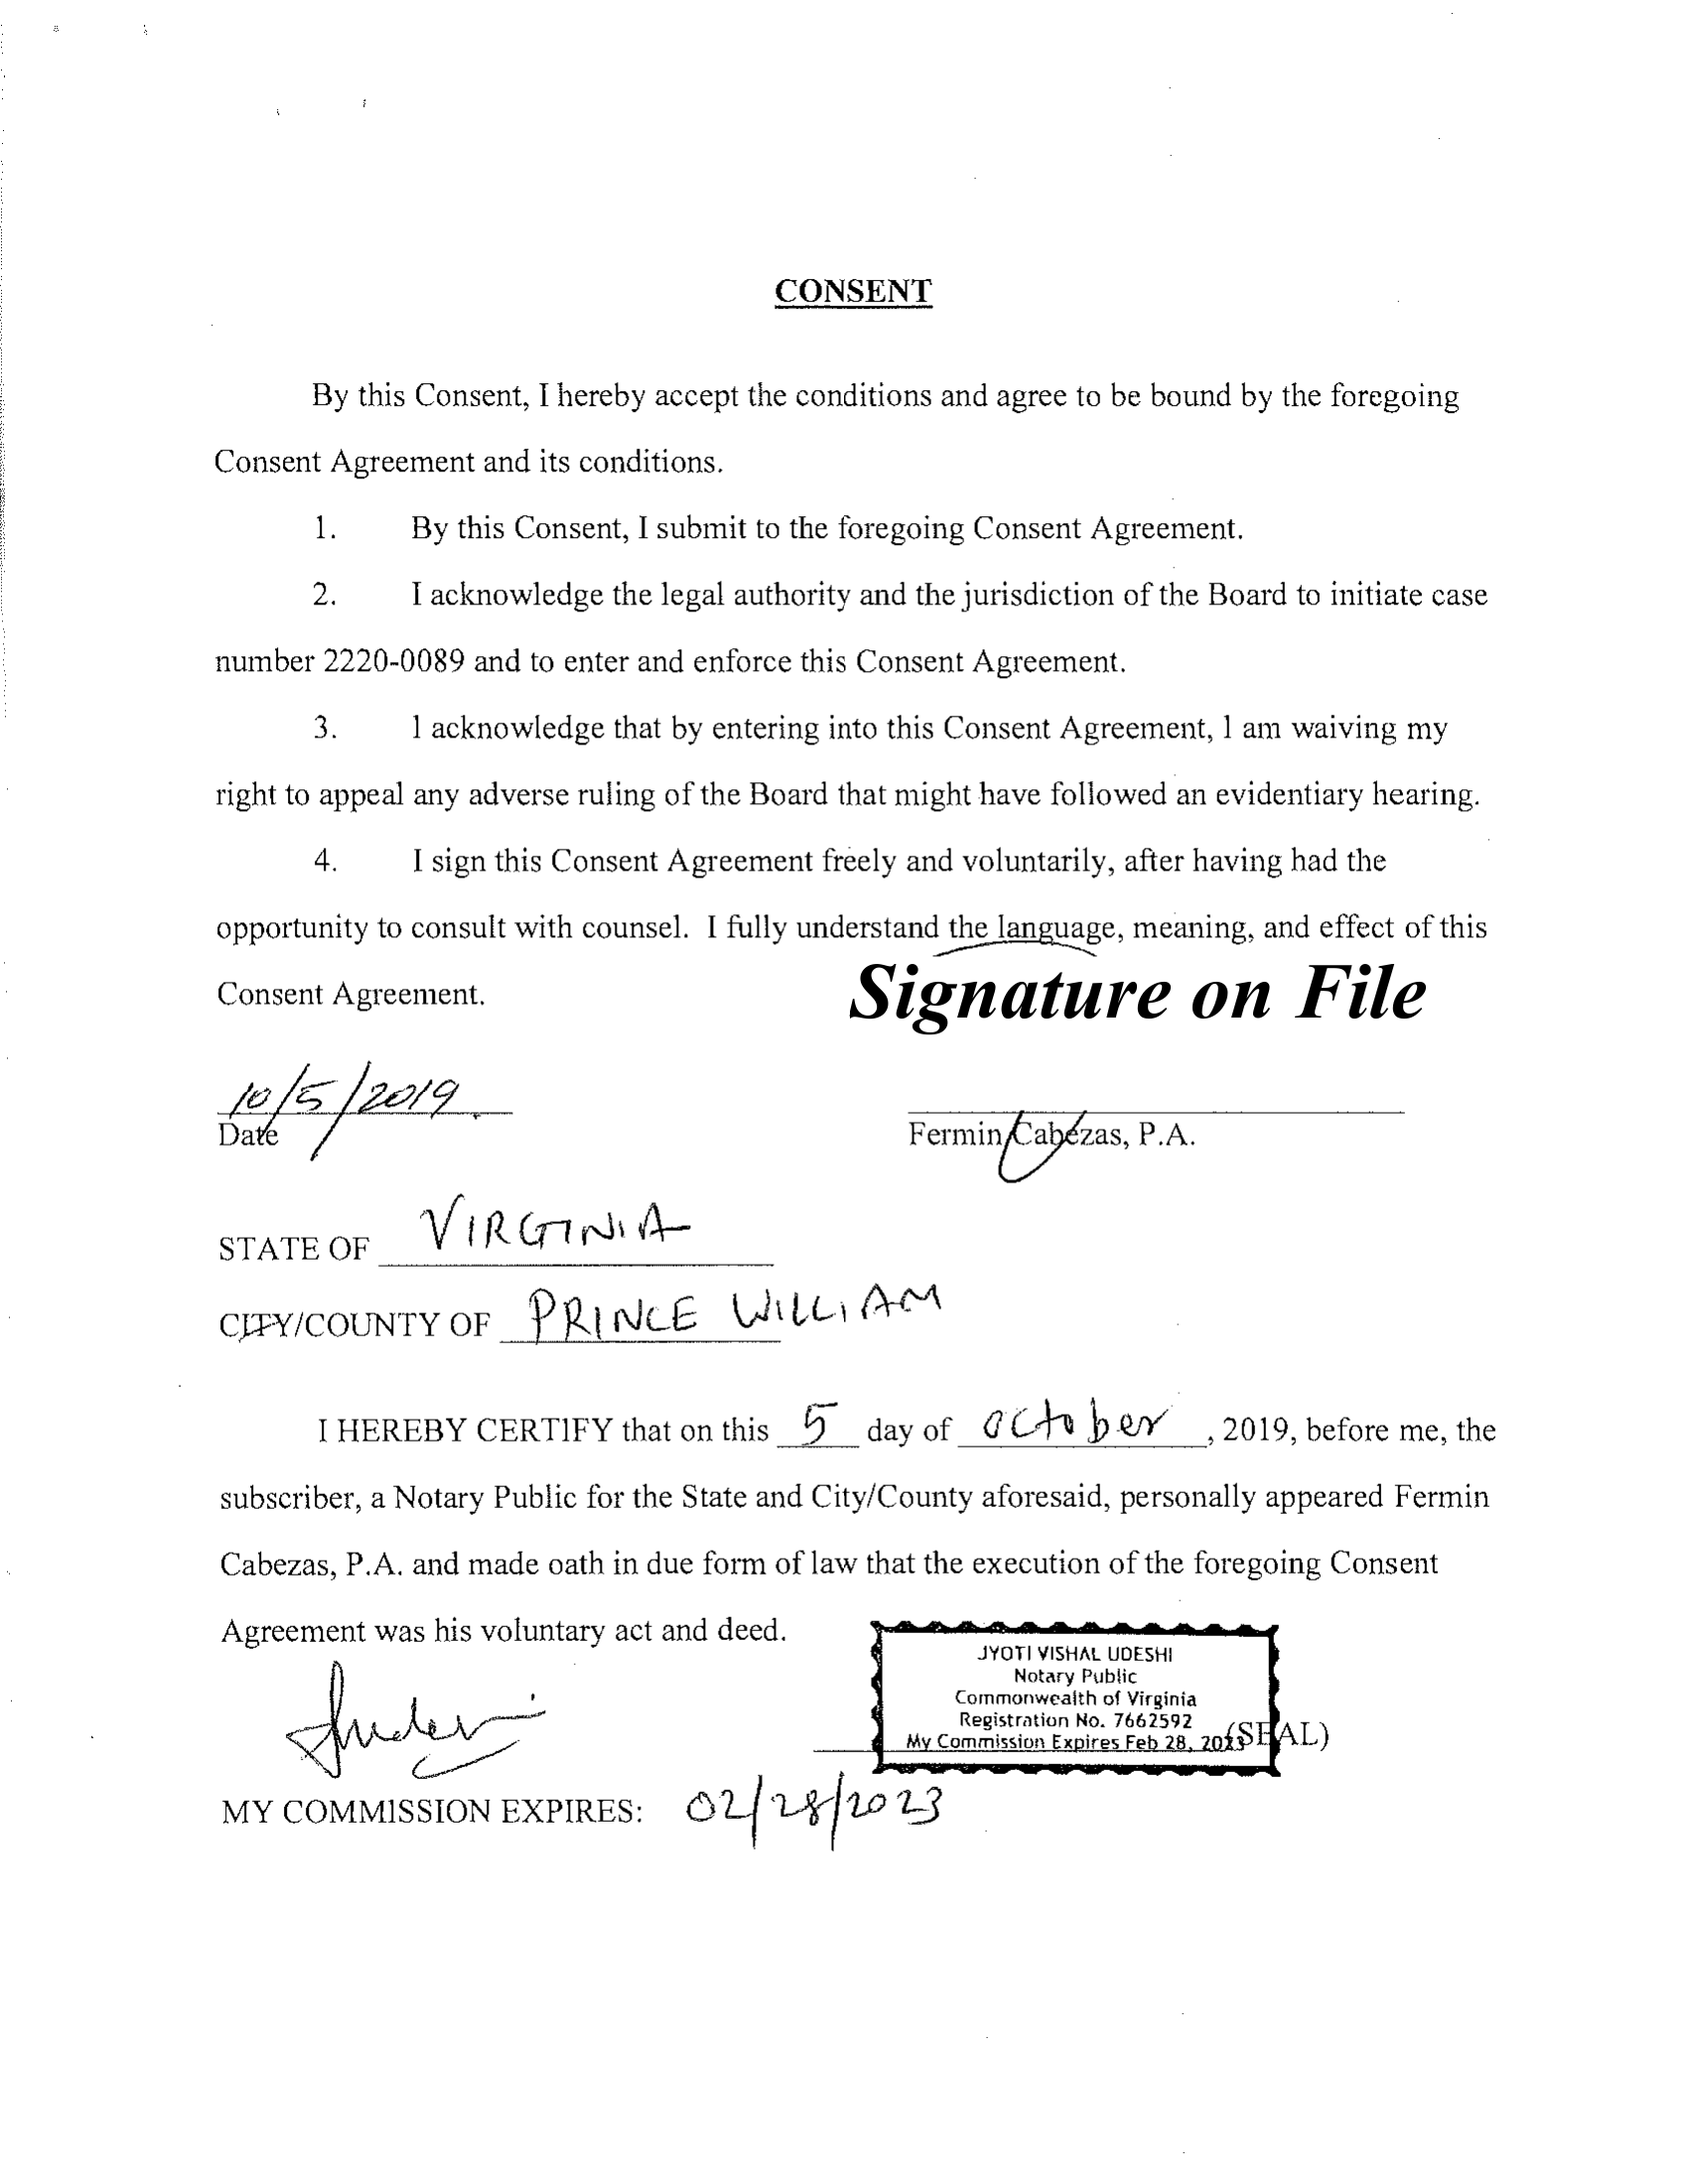 CONSENT
By this Consent, I hereby accept the conditions and agree to be bound by the foregoing
Consent Agreement and its conditions.
1. By this Consent, I submit to the foregoing Consent Agreement.
2. I acknowledge the legal authority and the jurisdiction of the Board to initiate case
number 2220-0089 and to enter and enforce this Consent Agreement.
3. I acknowledge that by entering into this Consent Agreement, I am waiving my
right to appeal any adverse ruling of the Board that might have followed an evidentiary hearing.
4. I sign this Consent Agreement freely and voluntarily, after having had the
opportunity to consult with counsel. I fully understand the language, meaning, and effect of this
Consent Agreement.
Signature on File
10/5/2019
Date
Fermin Cabezas, P.A.
STATE OF VIRGINIA
CITY/COUNTY OF PRINCE WILLIAM
I HEREBY CERTIFY that on this 5 day of October, 2019, before me, the
subscriber, a Notary Public for the State and City/County aforesaid, personally appeared Fermin
Cabezas, P.A. and made oath in due form of law that the execution of the foregoing Consent
Agreement was his voluntary act and deed.
JYOTI VISHAL UDESHI
Notary Public
Commonwealth of Virginia
Registration No. 7662592
My Commission Expires Feb 28, 2023
(SEAL)
MY COMMISSION EXPIRES: 02/28/2023